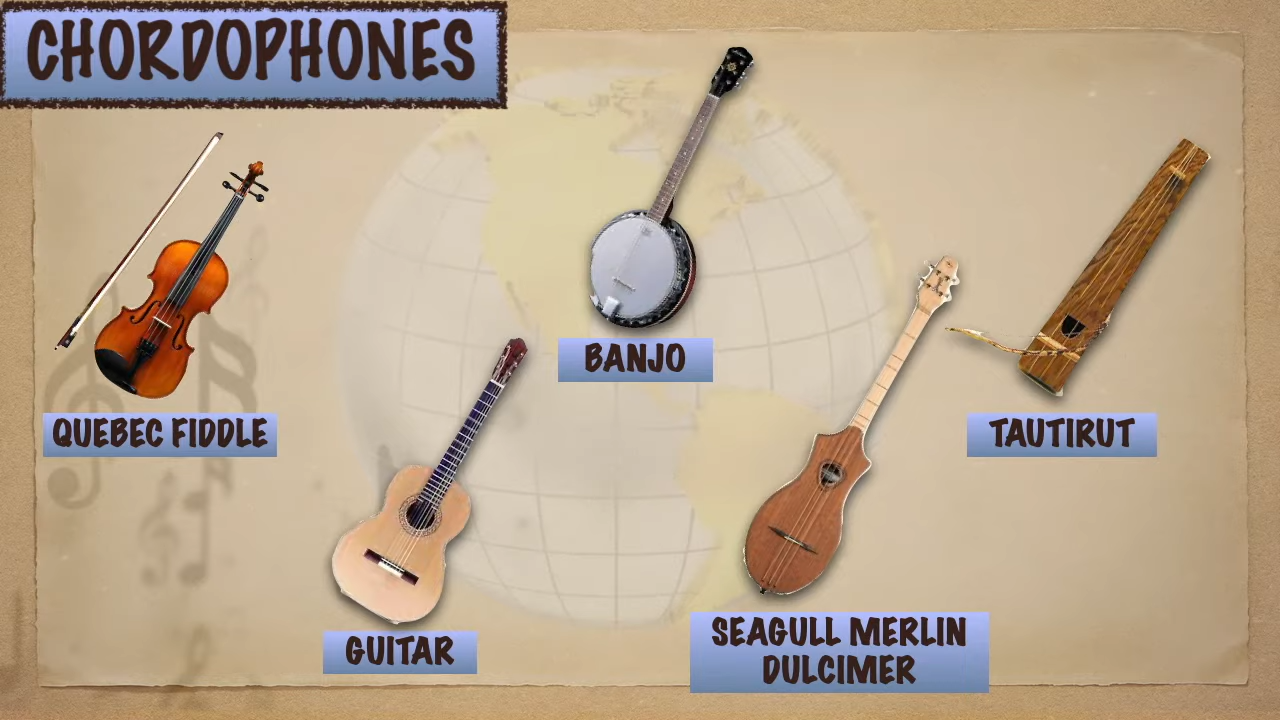 CHORDOPHONES
BANJO
QUEBEC FIDDLE
TAUTIRUT
GUITAR
SEAGULL MERLIN
DULCIMER